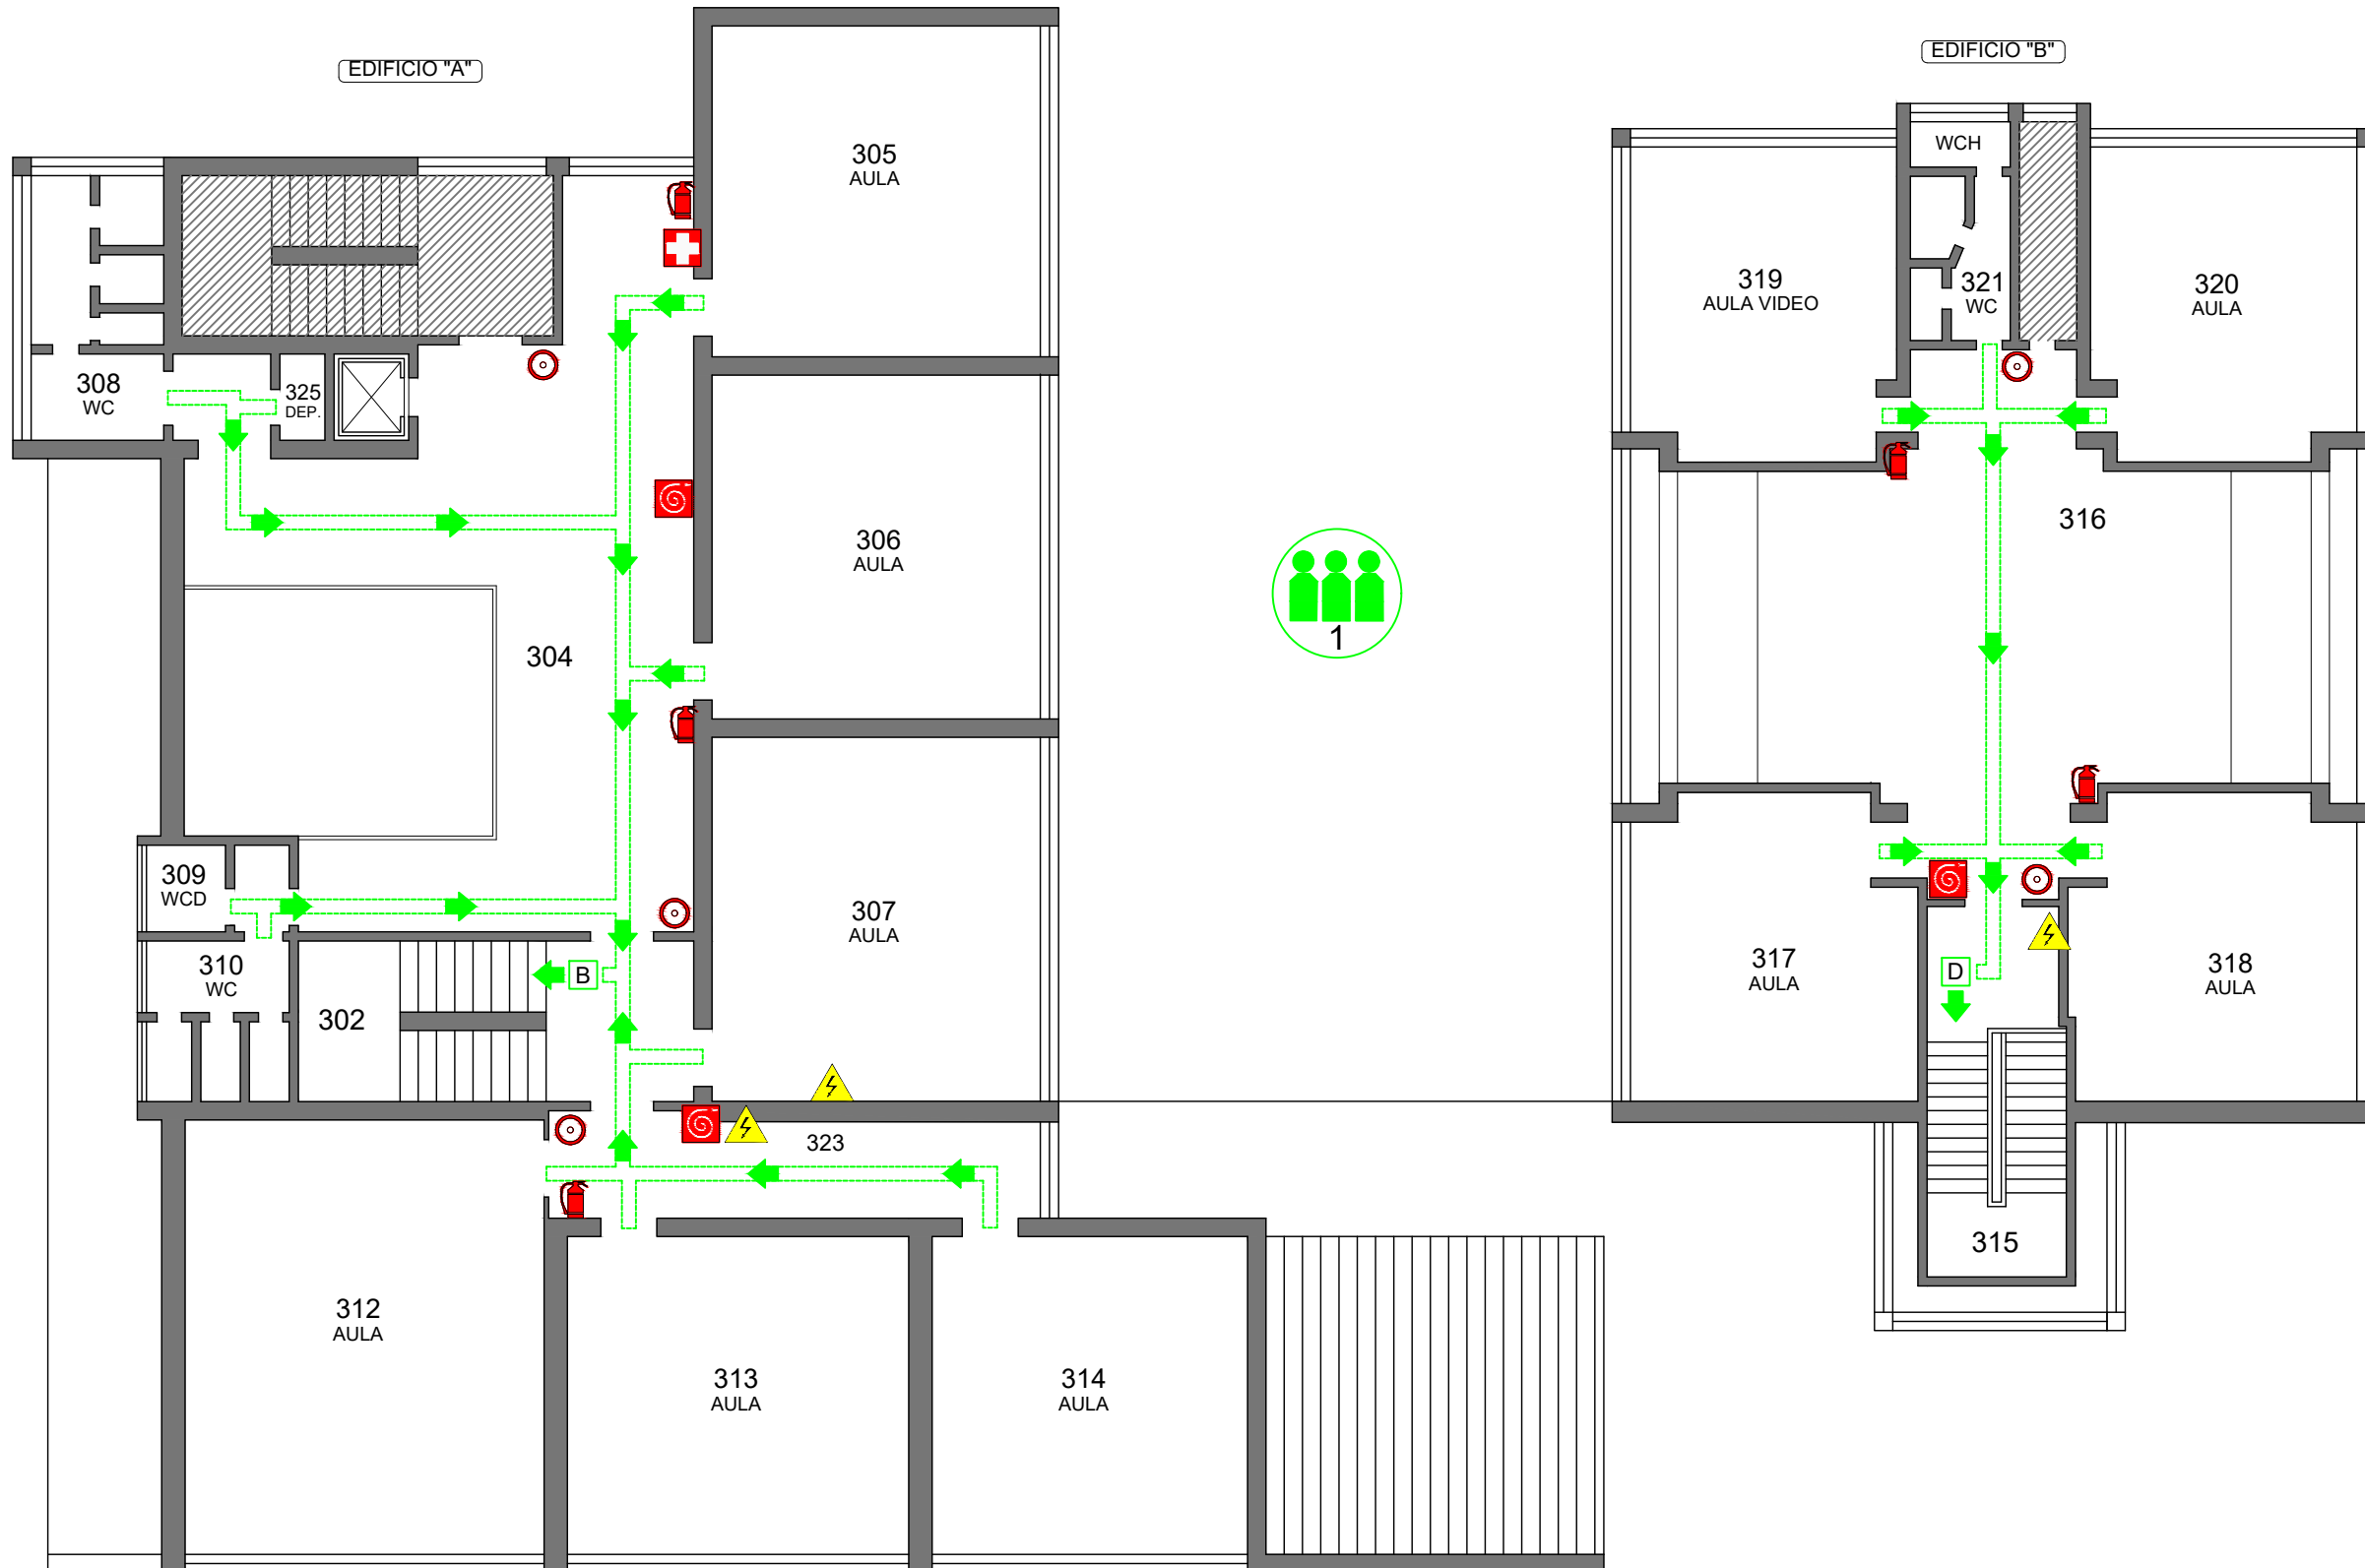 EDIFICIO "A"
EDIFICIO "B"
305
AULA
WCH
319
AULA VIDEO
321
WC
320
AULA
308
WC
325
DEP.
306
AULA
316
304
1
309
WCD
307
AULA
310
WC
302
B
317
AULA
D
318
AULA
323
315
312
AULA
313
AULA
314
AULA